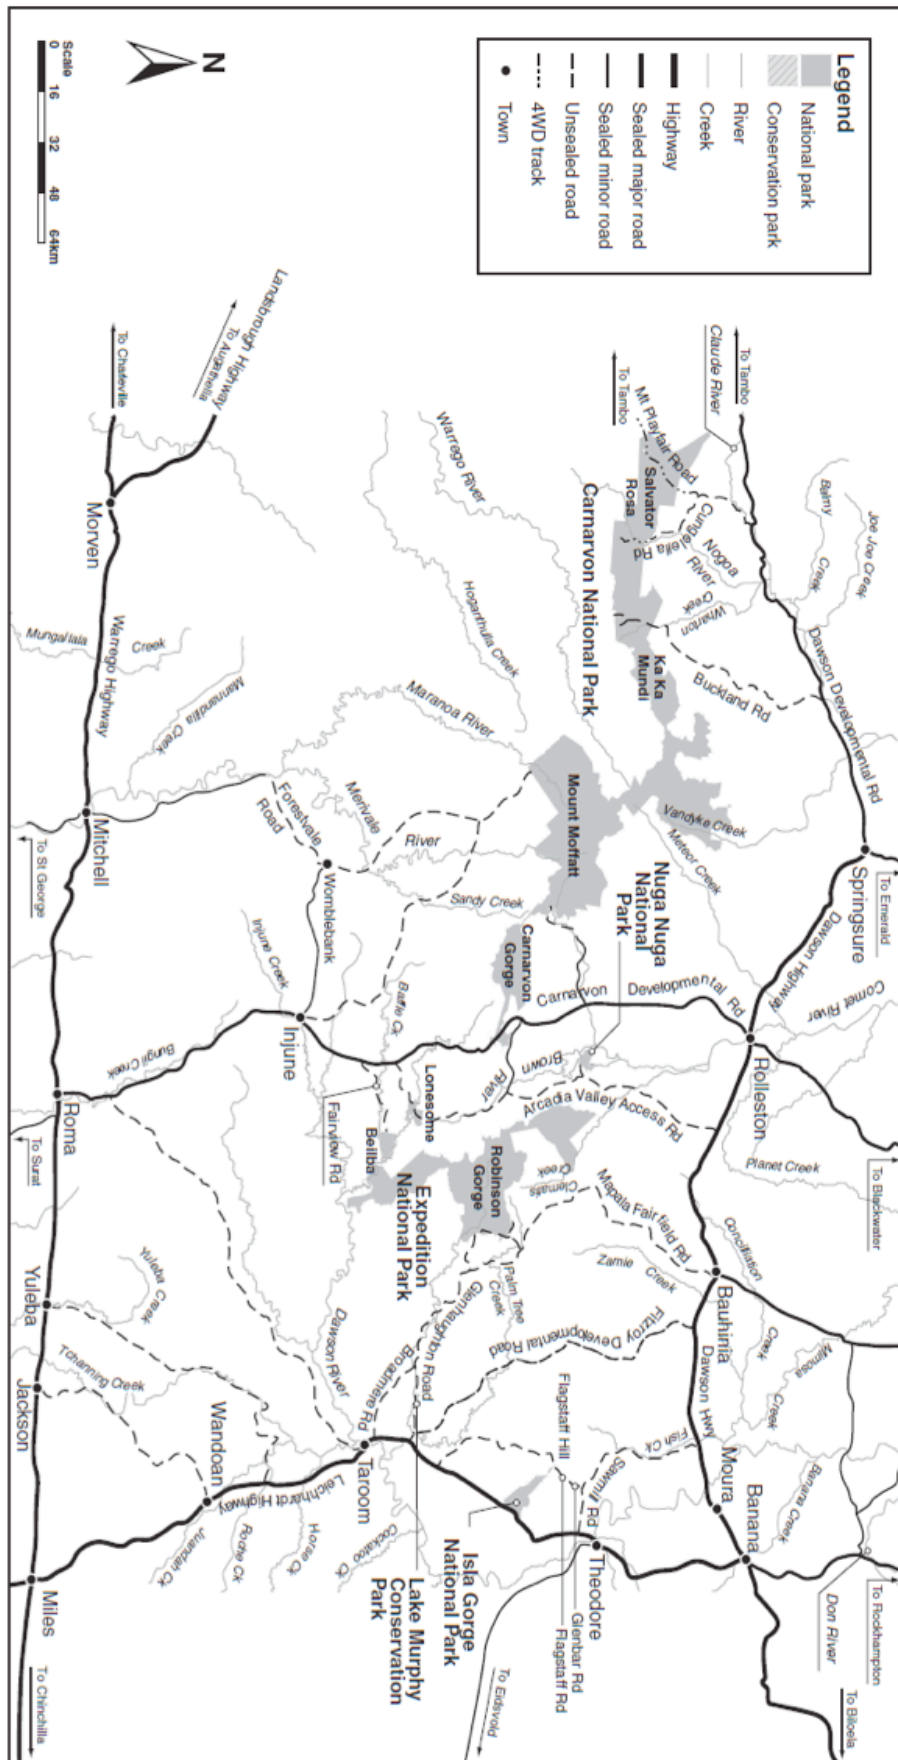 Legend
National park
Conservation park
River
Creek
Highway
Sealed major road
Sealed minor road
Unsealed road
4WD track
Town
N
Scale
0 16 32 48 64km
Landsborough Highway
To Augathella
To Charleville
Morven
Warrego Highway
Mungallala
Creek
Mannandilla Creek
Mitchell
To St George
Forestvale
Road
Merivale
River
Womblebank
Maranoa River
Hoganthulla Creek
Warrego River
To Tambo
Claude River
To Tambo
Mt Playfair Road
Salvator
Rosa
Cungelella Rd
Nogoa
River
Wharton
Creek
Balmy
Creek
Joe Joe Creek
Dawson Developmental Rd
Buckland Rd
Ka Ka
Mundi
Carnarvon National Park
Mount Moffatt
Vandyke Creek
Meteor Creek
Springsure
To Emerald
Dawson Highway
Comet River
Nuga Nuga
National
Park
Sandy Creek
Carnarvon
Gorge
Carnarvon
Developmental Rd
Rolleston
To Blackwater
Planet Creek
Injune Creek
Injune
Baffle Ck
Bungil Creek
Roma
To Surat
Fairview Rd
Beilba
Lonesome
Brown
River
Arcadia Valley Access Rd
Robinson
Gorge
Expedition
National Park
Clematis
Creek
Mapala Fairfield Rd
Zamie
Creek
Conciliation
Creek
Bauhinia
Mimosa
Creek
Dawson Hwy
Fitzroy Developmental Road
Palm Tree
Creek
Glenhaughton Road
Broadmere Rd
Dawson River
Yuleba
Creek
Yuleba
Tchanning Creek
Jackson
Wandoan
Taroom
Leichhardt Highway
Juandah Ck
Roche Ck
Horse Ck
Cockatoo
Ck
Lake Murphy
Conservation
Park
Isla Gorge
National Park
Flagstaff Hill
Sawmill Rd
Fish Ck
Moura
Banana
Banana Creek
Theodore
Glenbar Rd
Flagstaff Rd
To Eidsvold
Don River
To Rockhampton
To Biloela
Miles
To Chinchilla